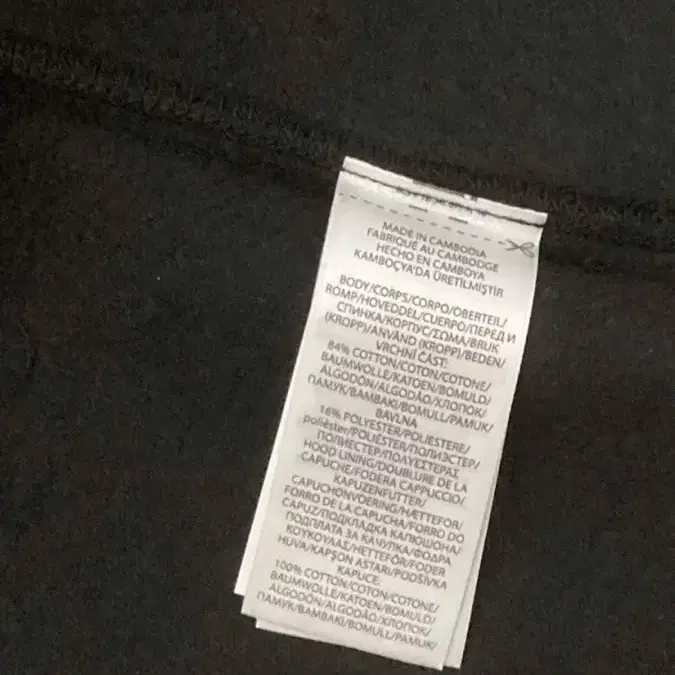 MADE IN CAMBODIA
FABRIQUÉ AU CAMBODGE
HECHO EN CAMBOYA
KAMBOÇYA'DA ÜRETİLMİŞTİR
BODY/CORPS/CORPO/OBERTEIL/
ROMP/HOVEDDEL/CUERPO/ПЕРЕД И
СПИНКА/КОРПУС/ΣΩΜΑ/BRUK
(KROPP)/ANVÄND (KROPP)/BEDEN/
VRCHNÍ ČÁST:
84% COTTON/COTON/COTONE/
BAUMWOLLE/KATOEN/BOMULD/
ALGODÓN/ALGODÃO/ХЛОПОК/
ПАМУК/ΒΑΜΒΑΚΙ/BOMULL/PAMUK/
BAVLNA
16% POLYESTER/POLIESTERE/
poliéster/POLIÉSTER/ПОЛИЭСТЕР/
ПОЛИЕСТЕР/ΠΟΛΥΕΣΤΕΡΑΣ
HOOD LINING/DOUBLURE DE LA
CAPUCHE/FODERA CAPPUCCIO/
KAPUZENFUTTER/
CAPUCHONVOERING/HÆTTEFOR/
FORRO DE LA CAPUCHA/FORRO DO
CAPUZ/ПОДКЛАДКА КАПЮШОНА/
ПОДПЛАТА ЗА КАЧУЛКА/ΦΟΔΡΑ
ΚΟΥΚΟΥΛΑΣ/HETTEFÔR/FODER
HUVA/KAPŞON ASTARI/PODŠÍVKA
KAPUCE:
100% COTTON/COTON/COTONE/
BAUMWOLLE/KATOEN/BOMULD/
ALGODÓN/ALGODÃO/ХЛОПОК/
ПАМУК/ΒΑΜΒΑΚΙ/BOMULL/PAMUK/